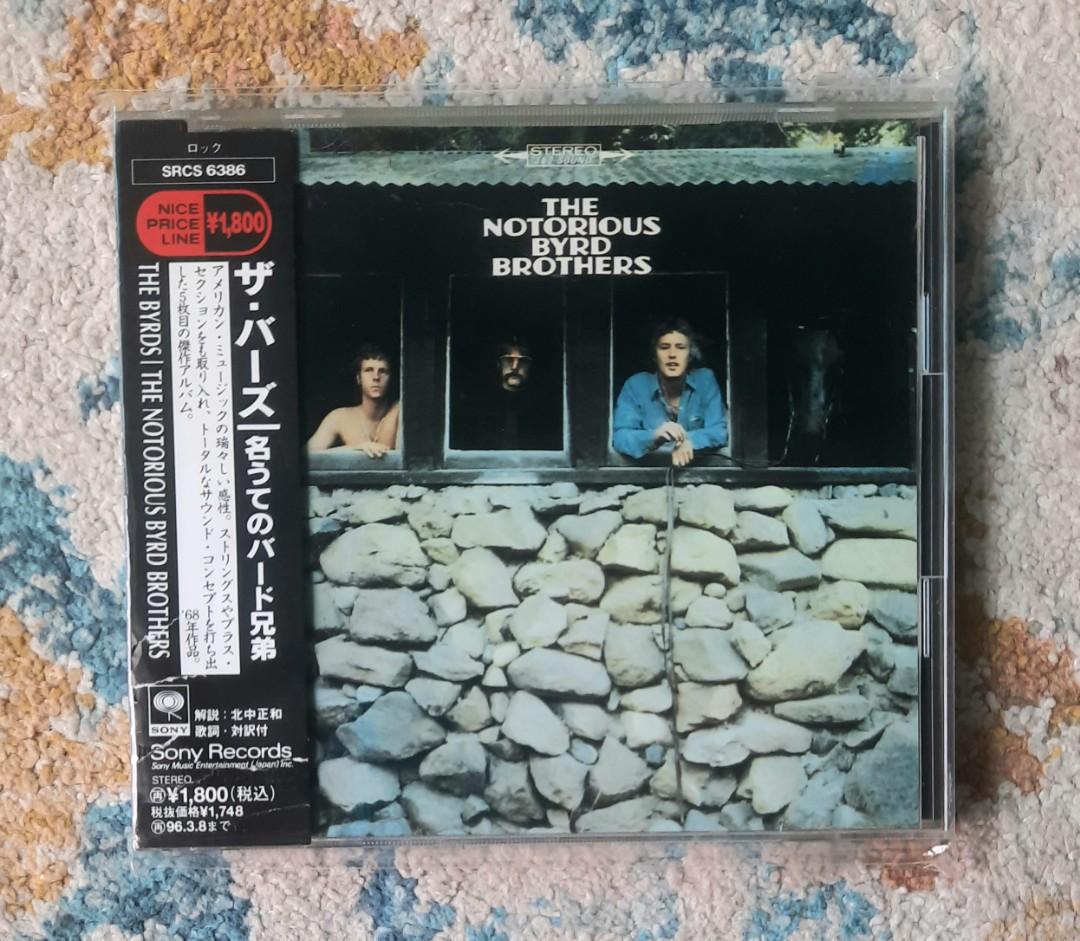 ロック
SRCS 6386
NICE
PRICE
LINE
¥1,800
ザ・バーズ|名うてのバード兄弟
アメリカン・ミュージックの瑞々しい感性。ストリングスやブラス・
セクションをも取り入れ、トータルなサウンド・コンセプトを打ち出
した5枚目の傑作アルバム。
'68年作品。
THE BYRDS | THE NOTORIOUS BYRD BROTHERS
SONY
解説:北中正和
歌詞・対訳付
Sony Records
Sony Music Entertainment (Japan) Inc.
STEREO
再¥1,800(税込)
税抜価格¥1,748
再96.3.8まで
STEREO
360 SOUND
THE
NOTORIOUS
BYRD
BROTHERS